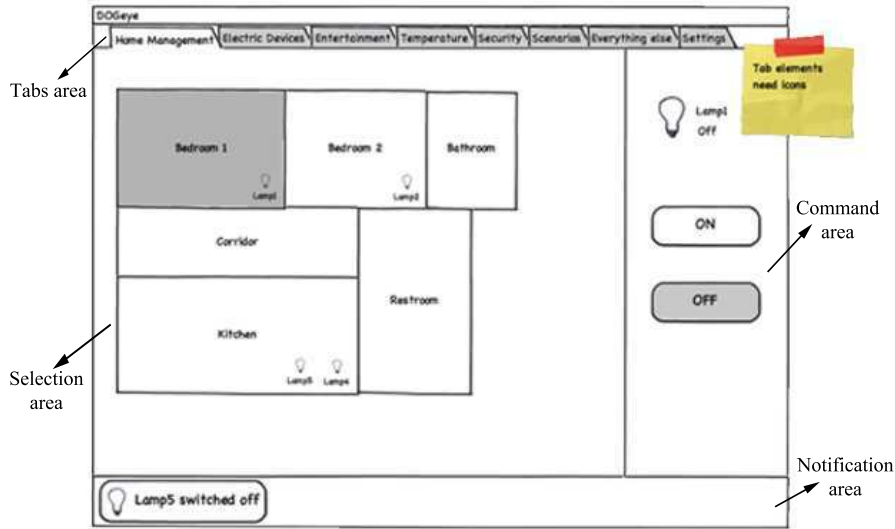 DOGeye
Home Management Electric Devices Entertainment Temperature Security Scenarios Everything else Settings
Tab elements
need icons
Tabs area
Lamp1
Off
Bedroom 1
Bedroom 2
Bathroom
Lamp1
Lamp2
Command
area
ON
Corridor
OFF
Restroom
Kitchen
Selection
area
Lamp5
Lamp4
Notification
area
Lamp5 switched off